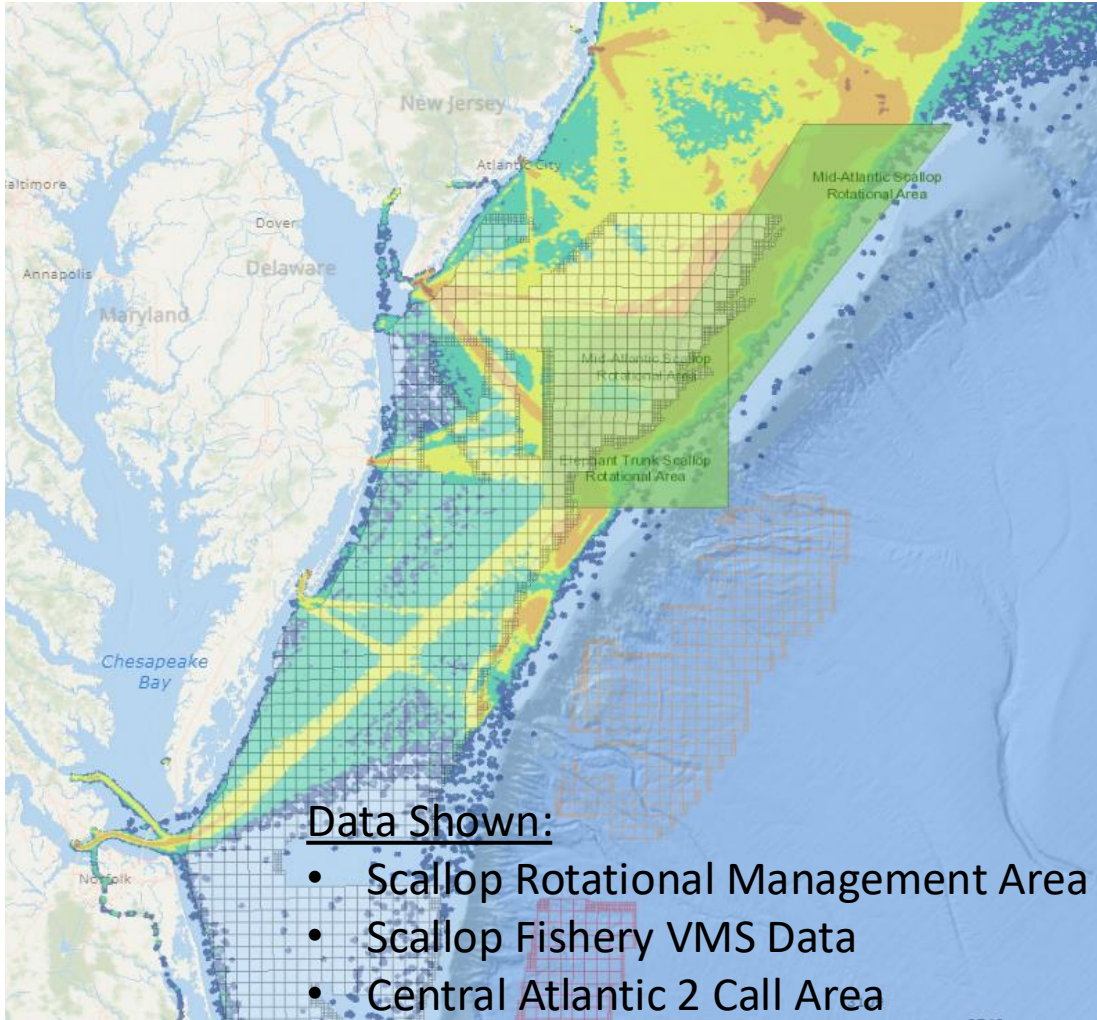 New Jersey
Atlantic City
Baltimore
Mid-Atlantic Scallop
Rotational Area
Dover
Delaware
Annapolis
Maryland
Mid-Atlantic Scallop
Rotational Area
Elephant Trunk Scallop
Rotational Area
Chesapeake
Bay
Norfolk
Data Shown:
• Scallop Rotational Management Area
• Scallop Fishery VMS Data
• Central Atlantic 2 Call Area